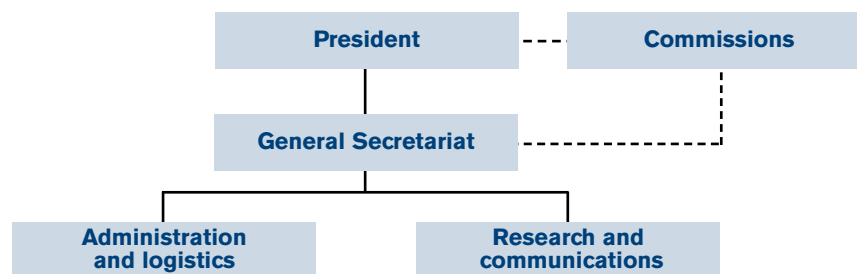 President
Commissions
General Secretariat
Administration
and logistics
Research and
communications